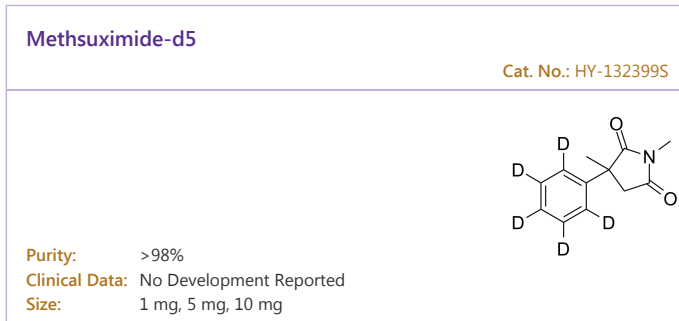 Methsuximide-d5
Cat. No.: HY-132399S
O
D
D
N
D
D
O
D
Purity: >98%
Clinical Data: No Development Reported
Size: 1 mg, 5 mg, 10 mg